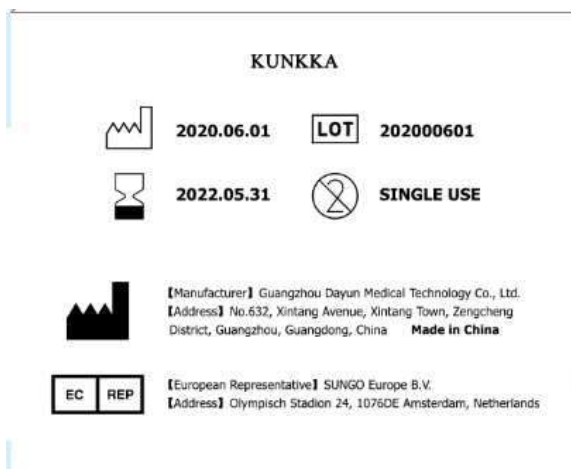 KUNKKA
2020.06.01 LOT 202000601
2022.05.31 2 SINGLE USE
【Manufacturer】 Guangzhou Dayun Medical Technology Co., Ltd.
【Address】 No.632, Xintang Avenue, Xintang Town, Zengcheng
District, Guangzhou, Guangdong, China Made in China
EC REP 【European Representative】 SUNGO Europe B.V.
【Address】 Olympisch Stadion 24, 1076DE Amsterdam, Netherlands